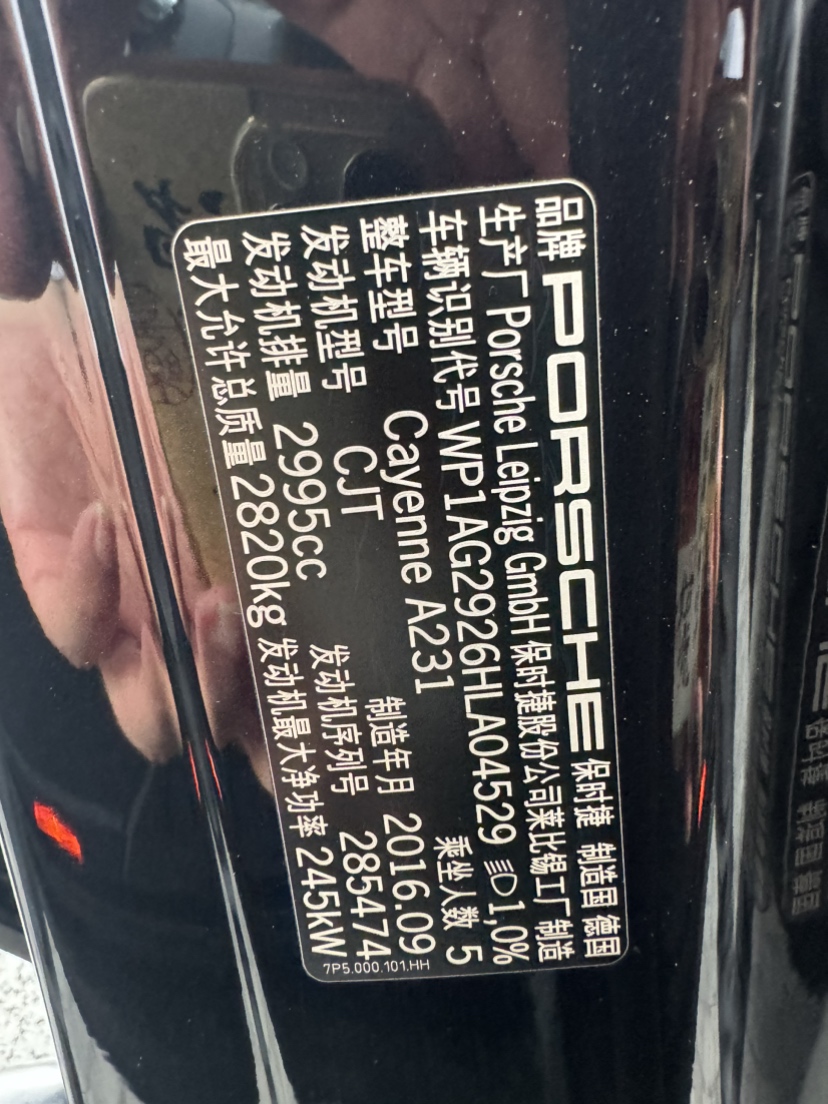 品牌 PORSCHE 保时捷 制造国 德国
生产厂 Porsche Leipzig GmbH 保时捷股份公司莱比锡工厂 制造
车辆识别代号 WP1AG2926HLA04529 1,0%
整车型号 Cayenne A231 乘坐人数 5
发动机型号 CJT 制造年月 2016.09
发动机排量 2995cc 发动机序列号 285474
最大允许总质量 2820kg 发动机最大净功率 245kW
7P5.000.101.HH